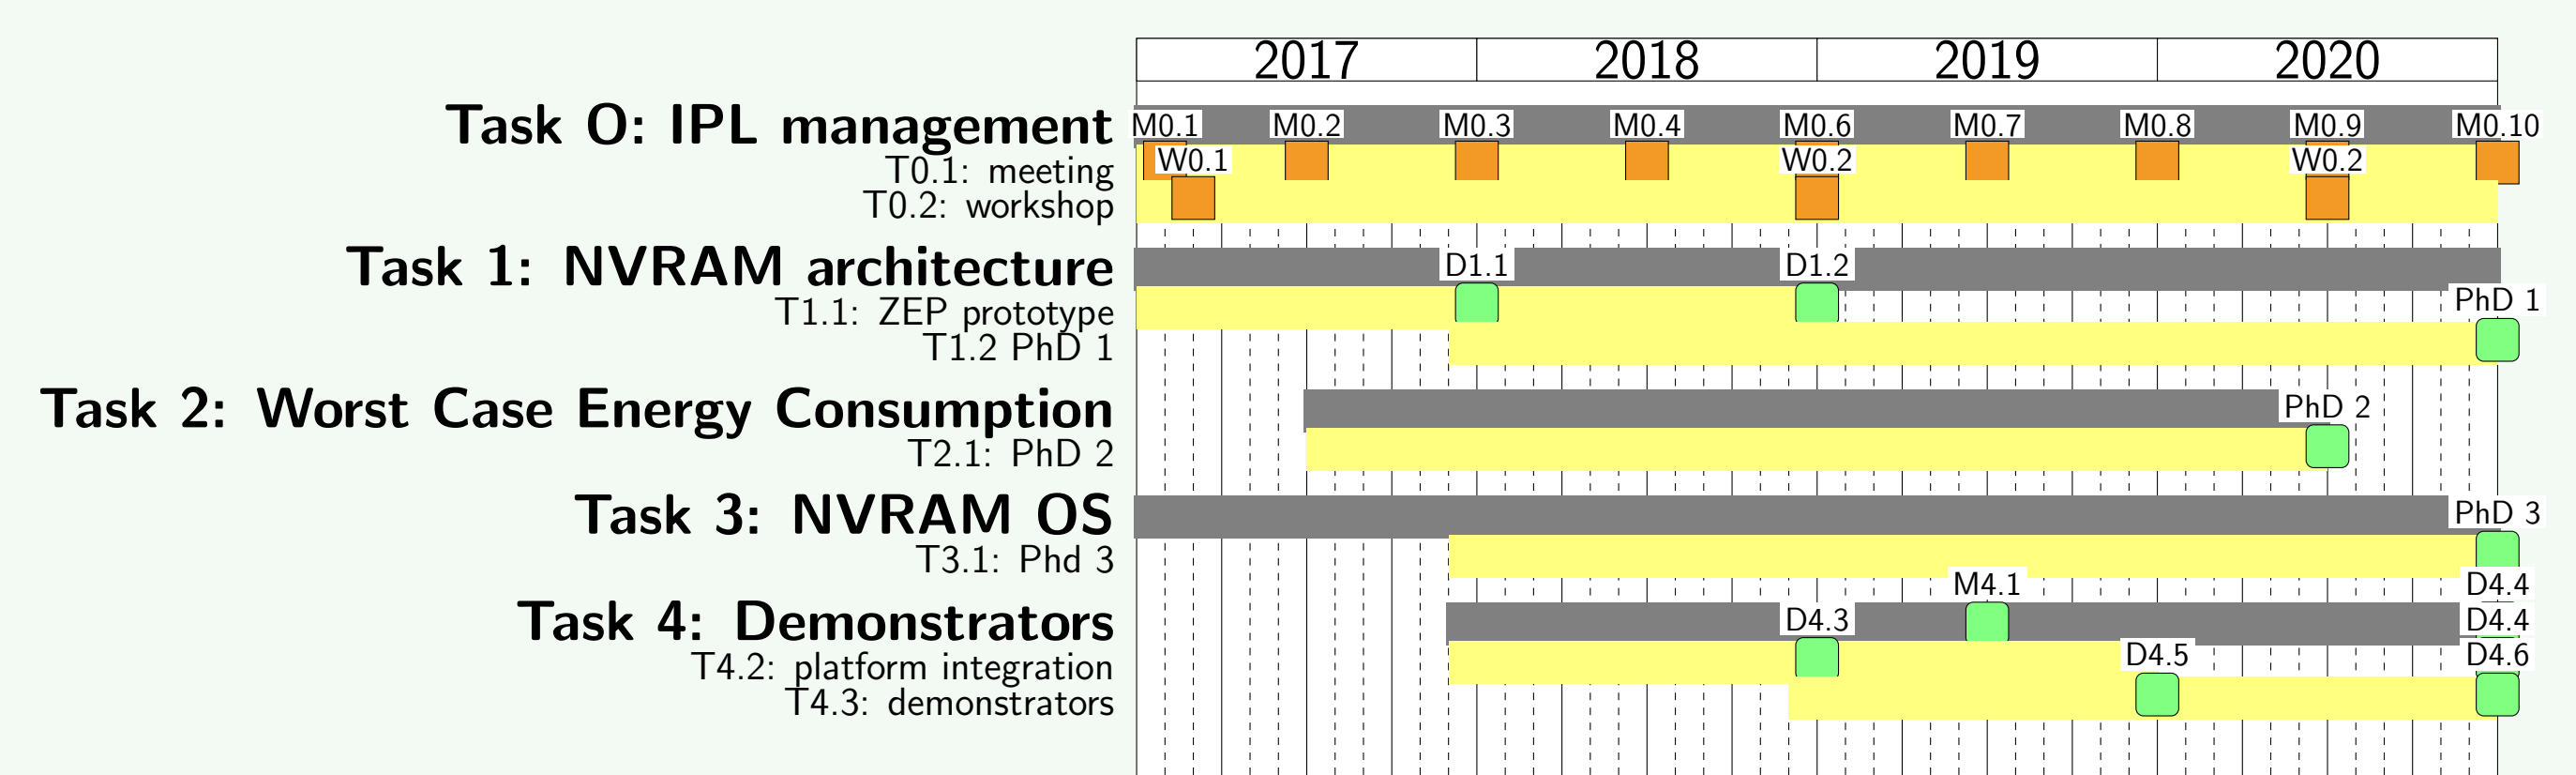 2017 2018 2019 2020
Task O: IPL management
M0.1 M0.2 M0.3 M0.4 M0.6 M0.7 M0.8 M0.9 M0.10
T0.1: meeting
W0.1 W0.2 W0.2
T0.2: workshop
Task 1: NVRAM architecture
D1.1 D1.2
T1.1: ZEP prototype
PhD 1
T1.2 PhD 1
Task 2: Worst Case Energy Consumption
PhD 2
T2.1: PhD 2
Task 3: NVRAM OS
PhD 3
T3.1: Phd 3
M4.1 D4.4
Task 4: Demonstrators
D4.3 D4.4
T4.2: platform integration
D4.5 D4.6
T4.3: demonstrators